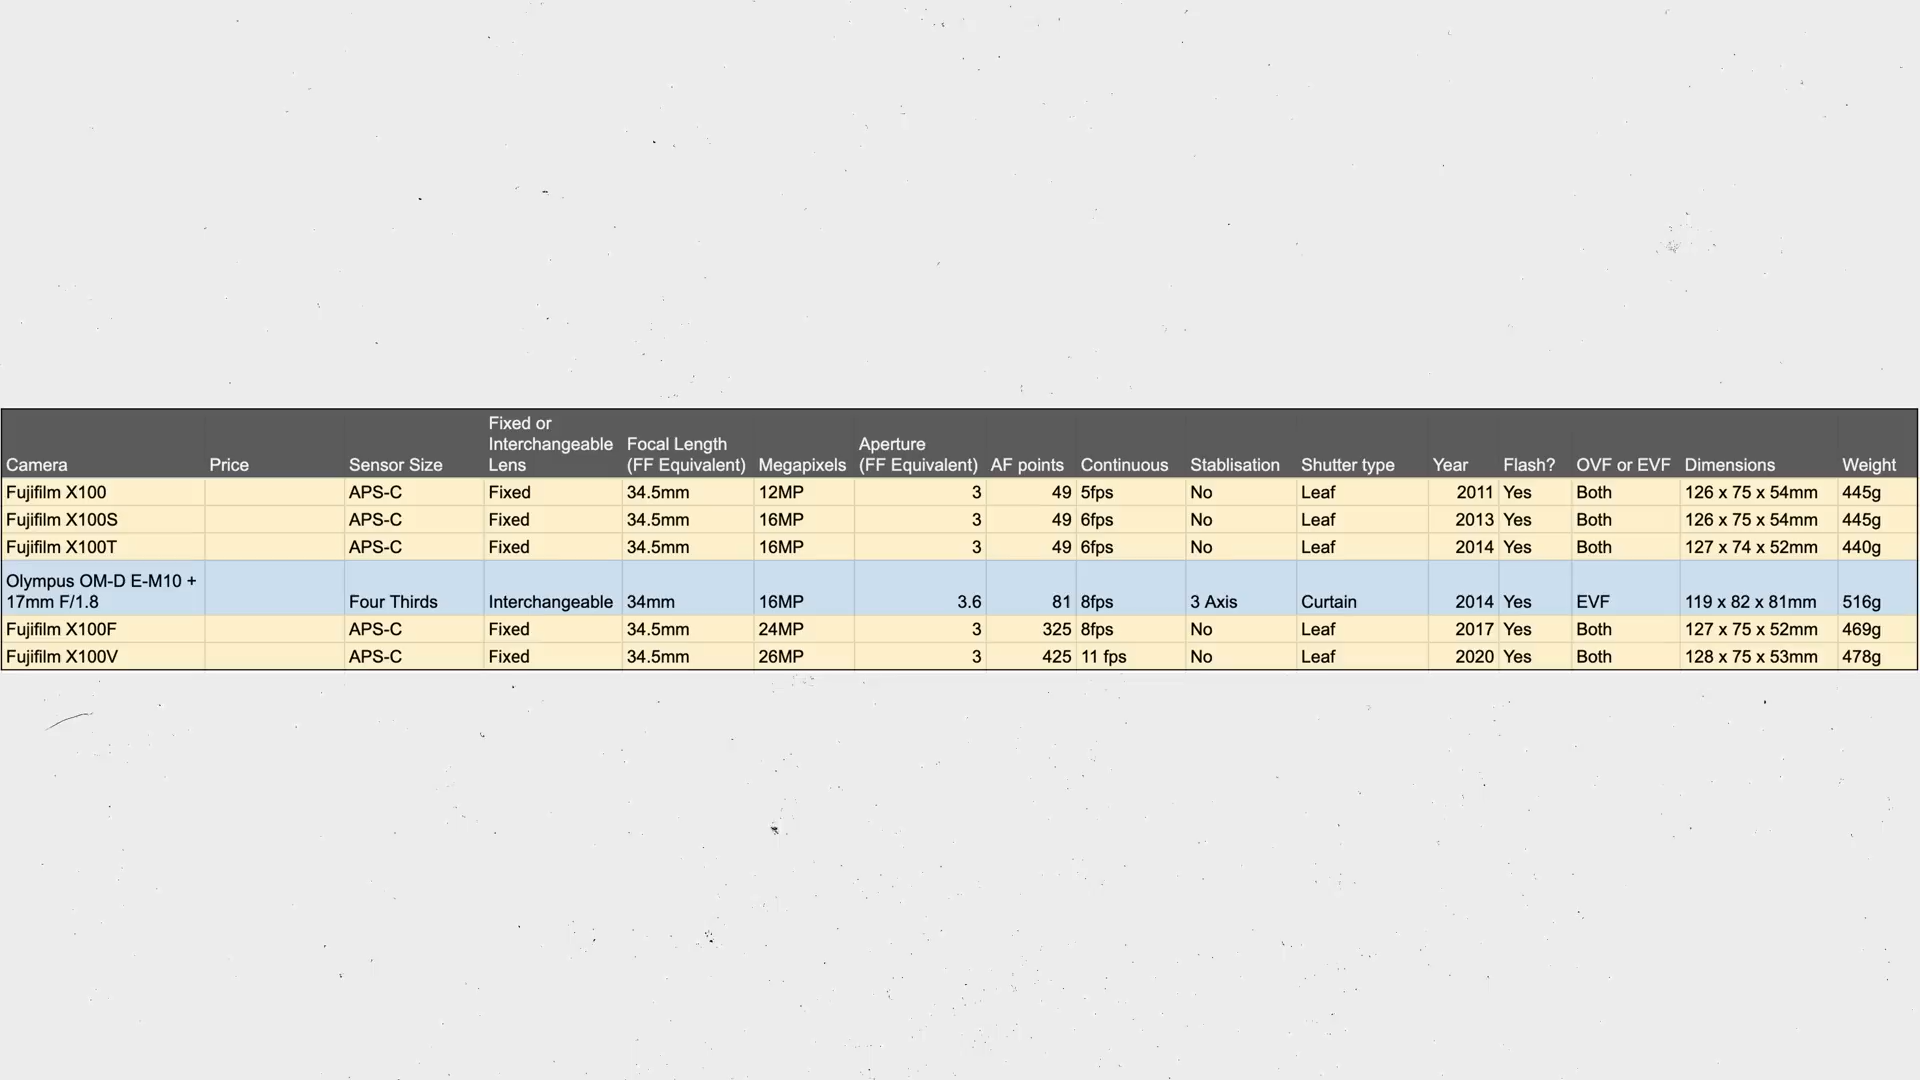 Camera Price Sensor Size Fixed or Interchangeable Lens Focal Length (FF Equivalent) Megapixels Aperture (FF Equivalent) AF points Continuous Stablisation Shutter type Year Flash? OVF or EVF Dimensions Weight
Fujifilm X100 APS-C Fixed 34.5mm 12MP 3 49 5fps No Leaf 2011 Yes Both 126 x 75 x 54mm 445g
Fujifilm X100S APS-C Fixed 34.5mm 16MP 3 49 6fps No Leaf 2013 Yes Both 126 x 75 x 54mm 445g
Fujifilm X100T APS-C Fixed 34.5mm 16MP 3 49 6fps No Leaf 2014 Yes Both 127 x 74 x 52mm 440g
Olympus OM-D E-M10 +
17mm F/1.8 Four Thirds Interchangeable 34mm 16MP 3.6 81 8fps 3 Axis Curtain 2014 Yes EVF 119 x 82 x 81mm 516g
Fujifilm X100F APS-C Fixed 34.5mm 24MP 3 325 8fps No Leaf 2017 Yes Both 127 x 75 x 52mm 469g
Fujifilm X100V APS-C Fixed 34.5mm 26MP 3 425 11 fps No Leaf 2020 Yes Both 128 x 75 x 53mm 478g